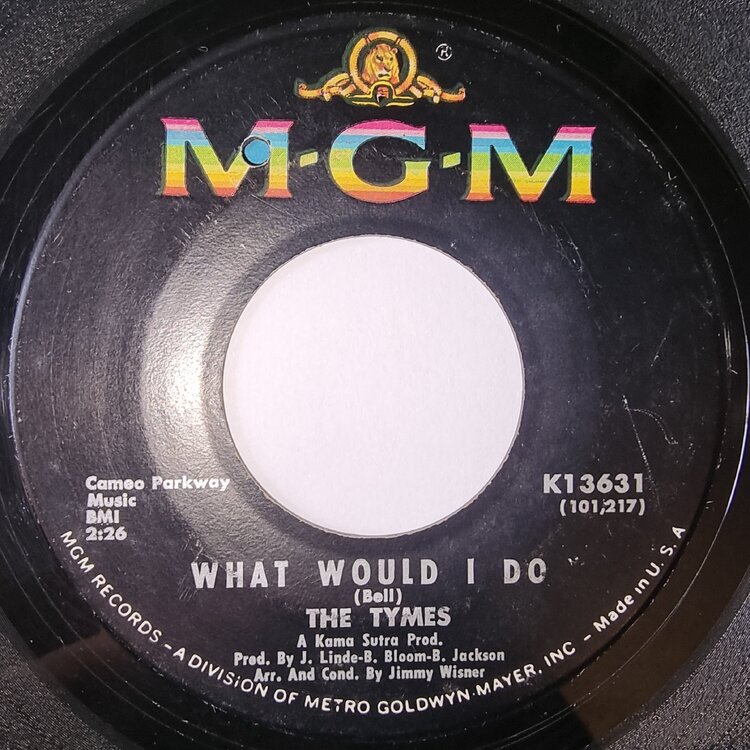 ®
M-G-M
Cameo Parkway
Music
BMI
2:26
K13631
(101,217)
WHAT WOULD I DO
(Bell)
THE TYMES
A Kama Sutra Prod.
Prod. By J. Linde-B. Bloom-B. Jackson
Arr. And Cond. By Jimmy Wisner
MGM RECORDS - A DIVISION OF METRO GOLDWYN-MAYER, INC - Made in U.S.A